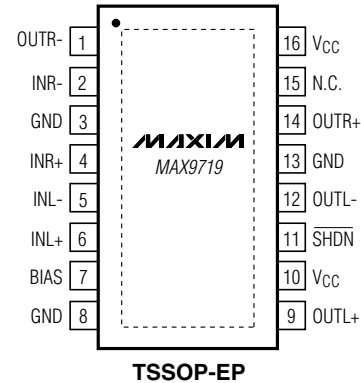 OUTR- 1
INR- 2
GND 3
INR+ 4
INL- 5
INL+ 6
BIAS 7
GND 8
MAXIM
MAX9719
16 VCC
15 N.C.
14 OUTR+
13 GND
12 OUTL-
11 S̅H̅D̅N̅
10 VCC
9 OUTL+
TSSOP-EP